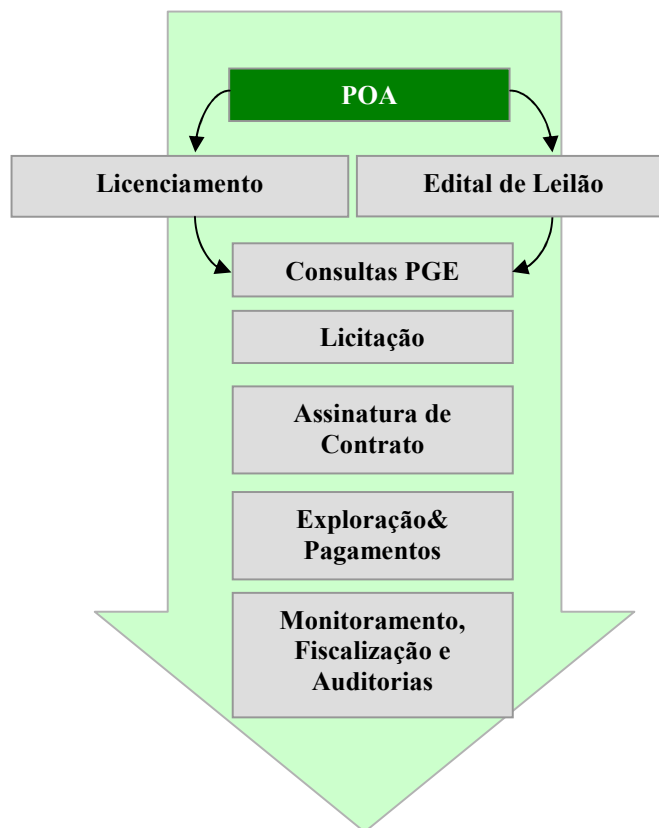 POA
Licenciamento
Edital de Leilão
Consultas PGE
Licitação
Assinatura de
Contrato
Exploração&
Pagamentos
Monitoramento,
Fiscalização e
Auditorias